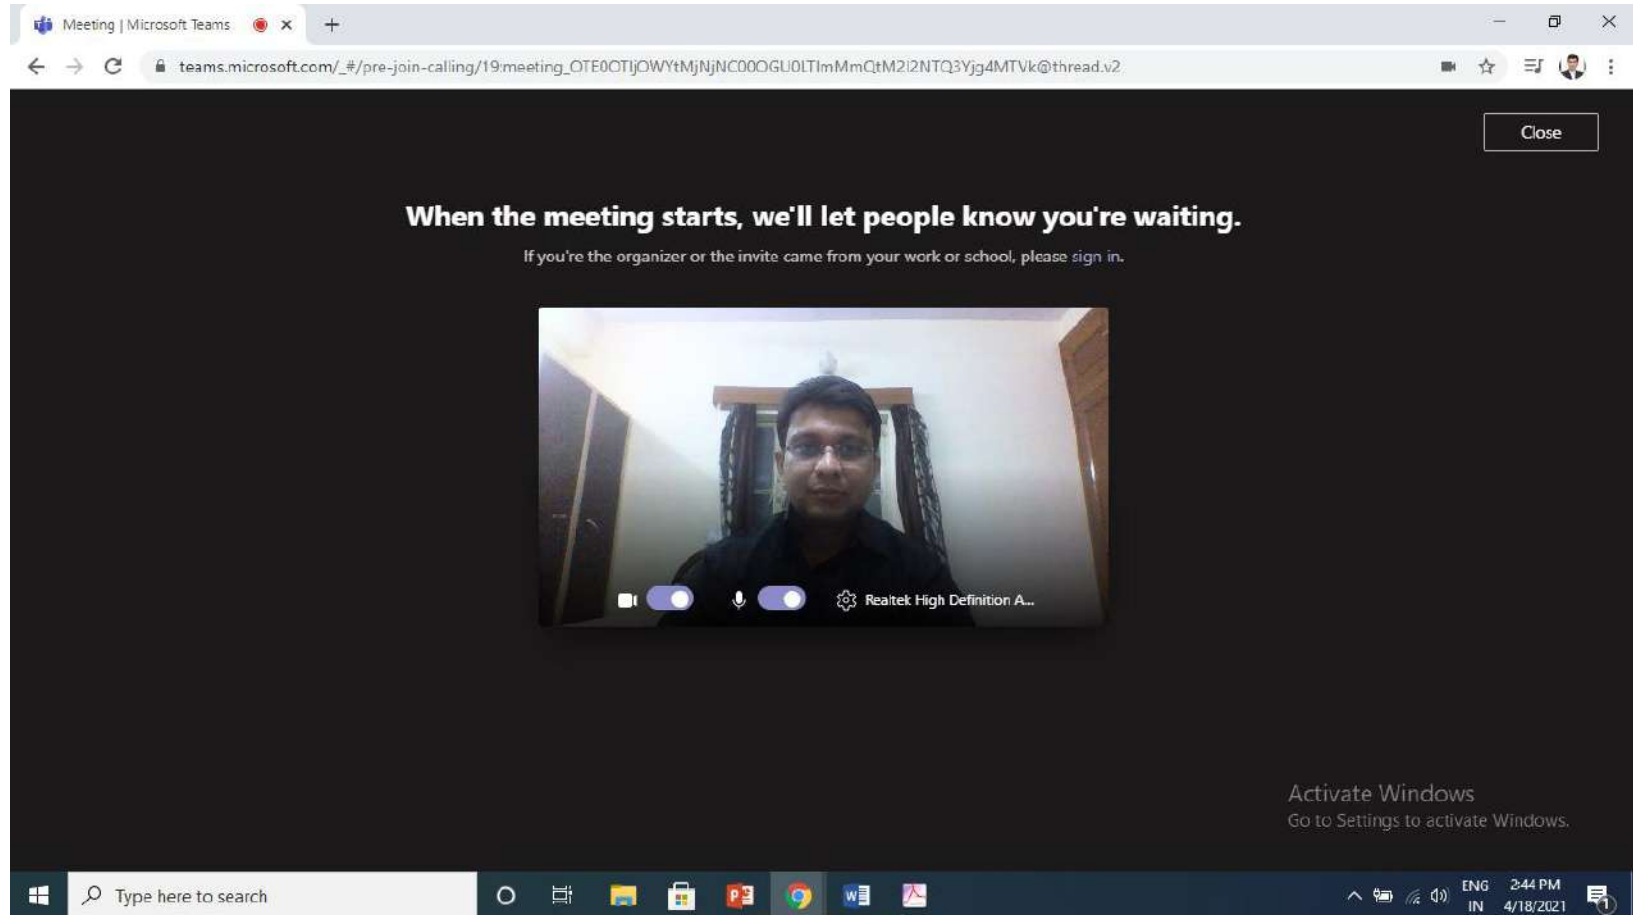 Meeting | Microsoft Teams
teams.microsoft.com/_#/pre-join-calling/19:meeting_OTE0OTIjOWYtMjNjNC00OGU0LTlmMmQtM2I2NTQ3Yjg4MTVk@thread.v2
Close
When the meeting starts, we'll let people know you're waiting.
If you're the organizer or the invite came from your work or school, please sign in.
Realtek High Definition A...
Activate Windows
Go to Settings to activate Windows.
Type here to search
ENG
IN
2:44 PM
4/18/2021
1